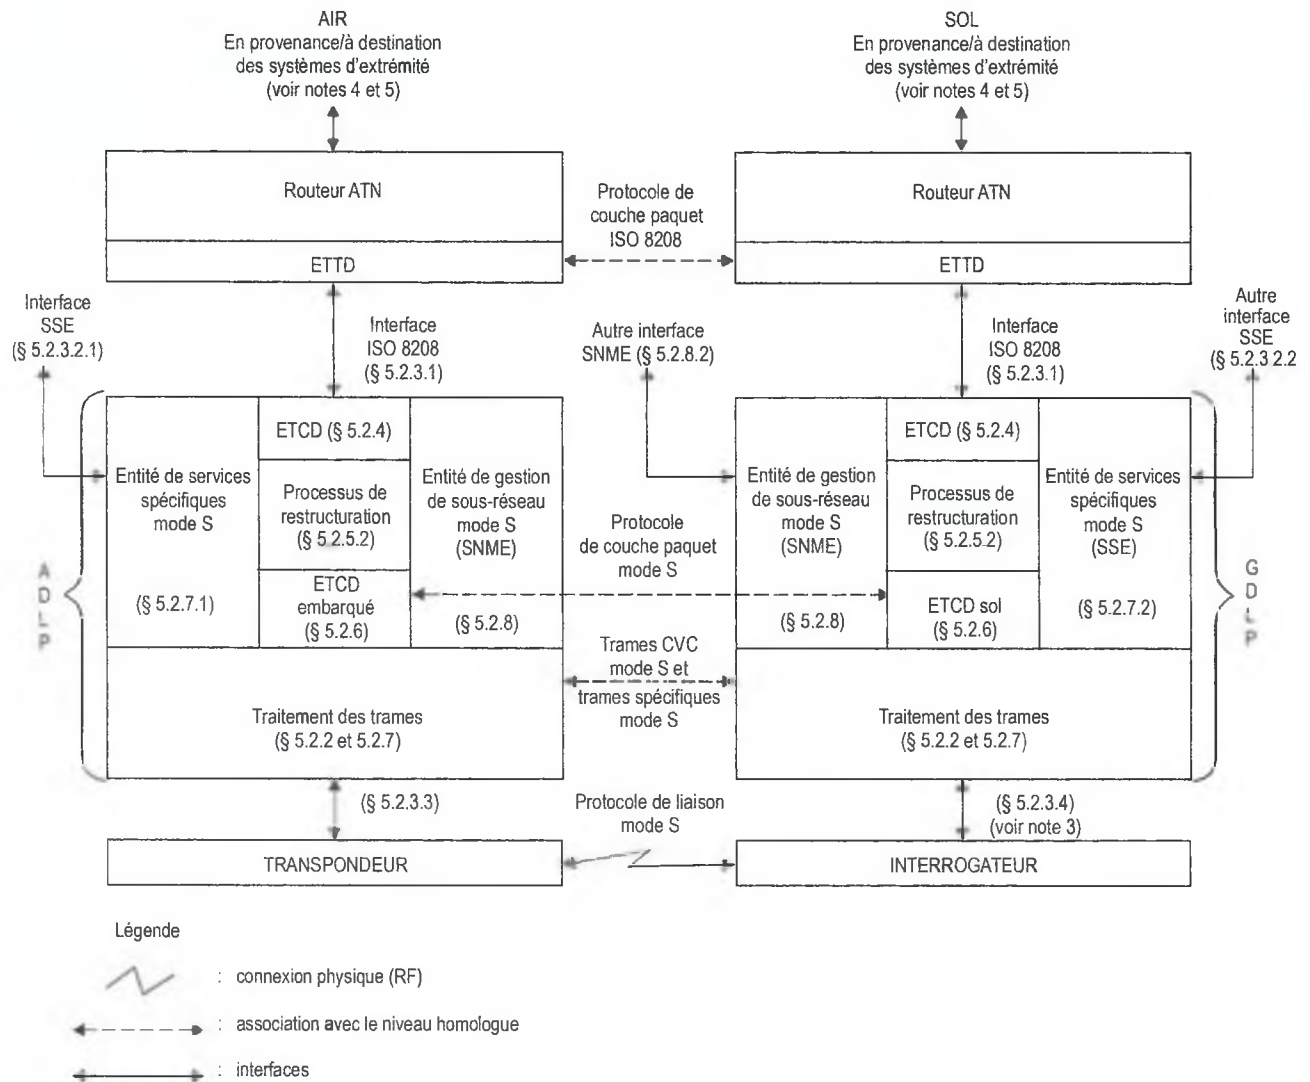 AIR
En provenance/à destination
des systèmes d'extrémité
(voir notes 4 et 5)
SOL
En provenance/à destination
des systèmes d'extrémité
(voir notes 4 et 5)
Routeur ATN
ETTD
Protocole de
couche paquet
ISO 8208
Routeur ATN
ETTD
Interface
SSE
(§ 5.2.3.2.1)
Interface
ISO 8208
(§ 5.2.3.1)
Autre interface
SNME (§ 5.2.8.2)
Interface
ISO 8208
(§ 5.2.3.1)
Autre
interface
SSE
(§ 5.2.3 2.2
ADLP
Entité de services
spécifiques
mode S
(§ 5.2.7.1)
ETCD (§ 5.2.4)
Processus de
restructuration
(§ 5.2.5.2)
ETCD
embarqué
(§ 5.2.6)
Entité de gestion
de sous-réseau
mode S
(SNME)
(§ 5.2.8)
Protocole
de couche paquet
mode S
Entité de gestion
de sous-réseau
mode S
(SNME)
(§ 5.2.8)
ETCD (§ 5.2.4)
Processus de
restructuration
(§ 5.2.5.2)
ETCD sol
(§ 5.2.6)
Entité de services
spécifiques
mode S
(SSE)
(§ 5.2.7.2)
GDLP
Traitement des trames
(§ 5.2.2 et 5.2.7)
Trames CVC
mode S et
trames spécifiques
mode S
Traitement des trames
(§ 5.2.2 et 5.2.7)
(§ 5.2.3.3)
Protocole de liaison
mode S
(§ 5.2.3.4)
(voir note 3)
TRANSPONDEUR
INTERROGATEUR
Légende
: connexion physique (RF)
: association avec le niveau homologue
: interfaces